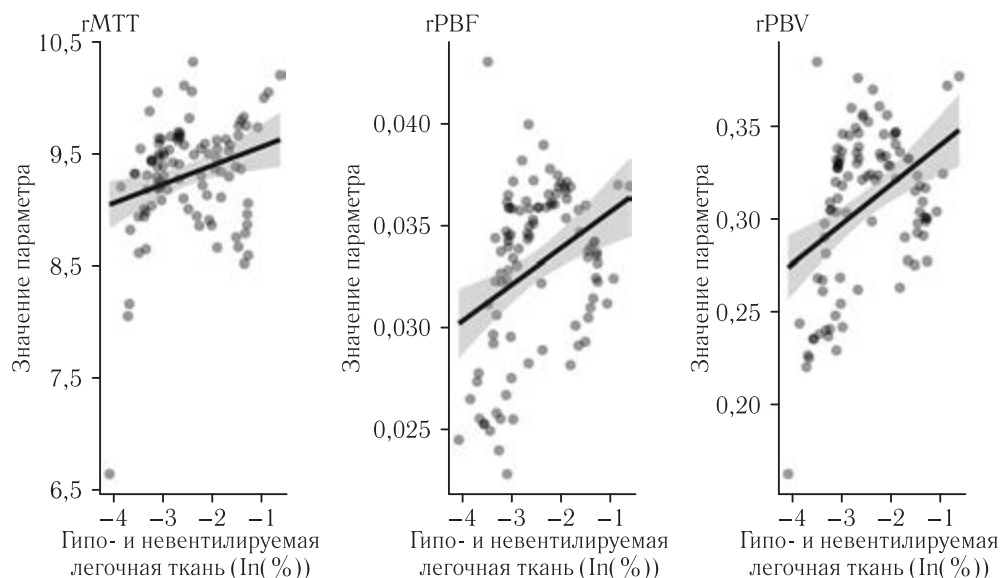 rMTT
10,5
9,5
8,5
7,5
6,5
Значение параметра
−4 −3 −2 −1
Гипо- и невентилируемая
легочная ткань (In(%))
rPBF
0,040
0,035
0,030
0,025
Значение параметра
−4 −3 −2 −1
Гипо- и невентилируемая
легочная ткань (In(%))
rPBV
0,35
0,30
0,25
0,20
Значение параметра
−4 −3 −2 −1
Гипо- и невентилируемая
легочная ткань (In(%))